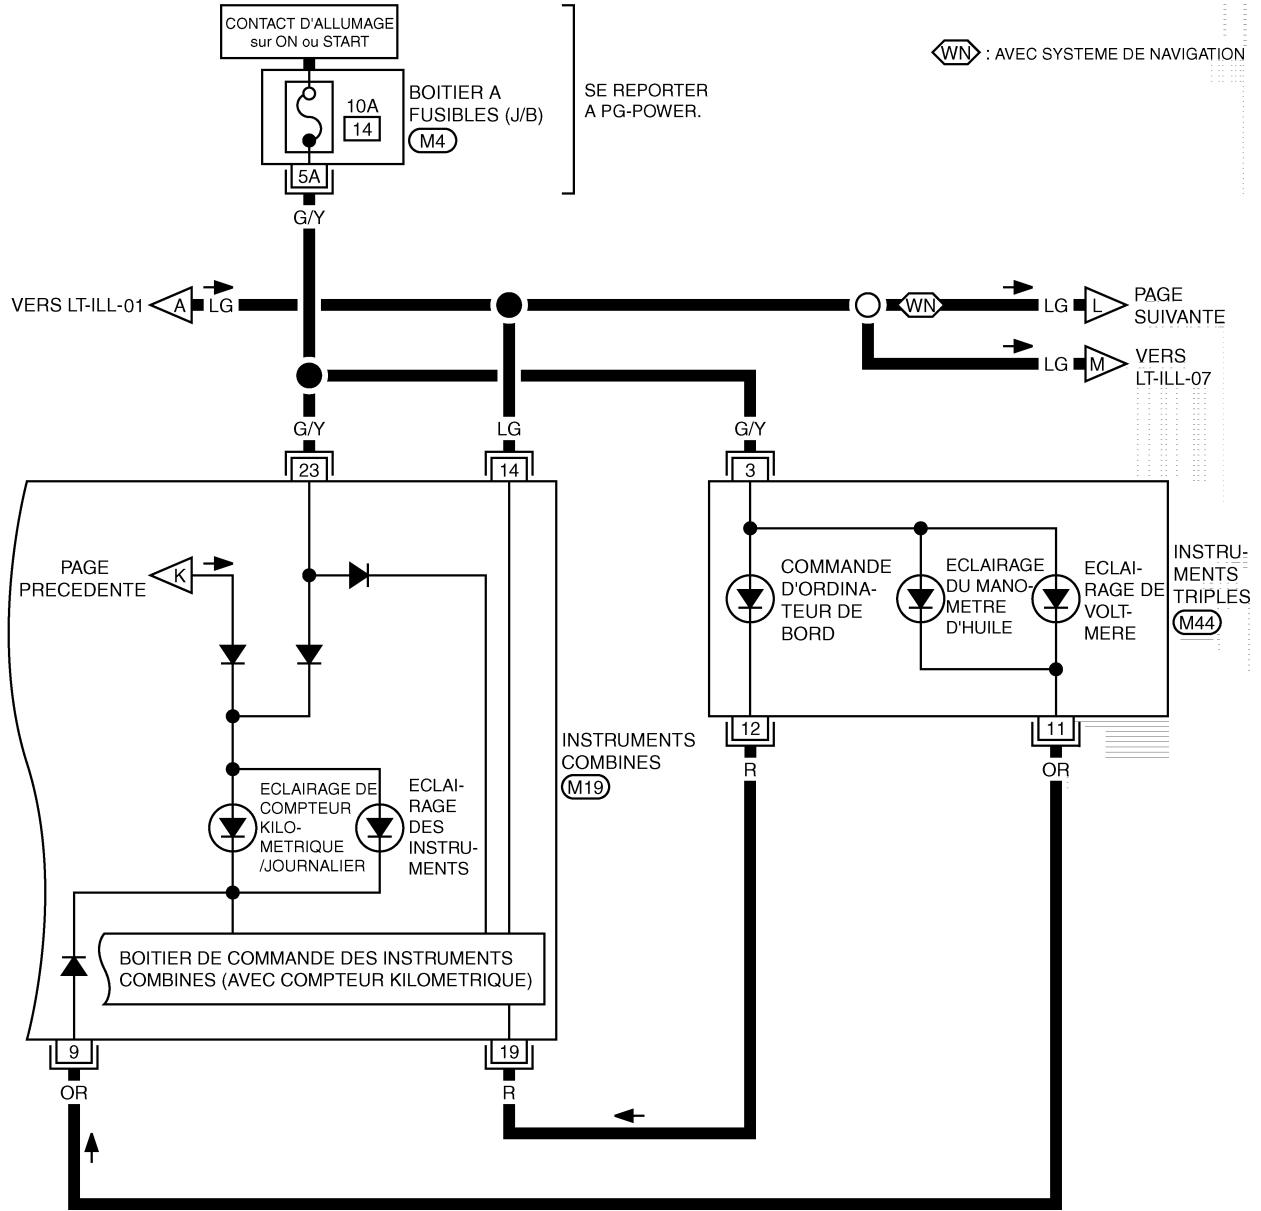 CONTACT D'ALLUMAGE
sur ON ou START
WN : AVEC SYSTEME DE NAVIGATION
10A
14
BOITIER A
FUSIBLES (J/B)
M4
SE REPORTER
A PG-POWER.
5A
G/Y
VERS LT-ILL-01
A
LG
WN
LG
L
PAGE
SUIVANTE
LG
M
VERS
LT-ILL-07
G/Y
LG
G/Y
23
14
3
PAGE
PRECEDENTE
K
COMMANDE
D'ORDINA-
TEUR DE
BORD
ECLAIRAGE
DU MANO-
METRE
D'HUILE
ECLAI-
RAGE DE
VOLT-
MERE
INSTRU-
MENTS
TRIPLES
M44
12
11
R
OR
INSTRUMENTS
COMBINES
M19
ECLAIRAGE DE
COMPTEUR
KILO-
METRIQUE
/JOURNALIER
ECLAI-
RAGE
DES
INSTRU-
MENTS
BOITIER DE COMMANDE DES INSTRUMENTS
COMBINES (AVEC COMPTEUR KILOMETRIQUE)
9
19
OR
R